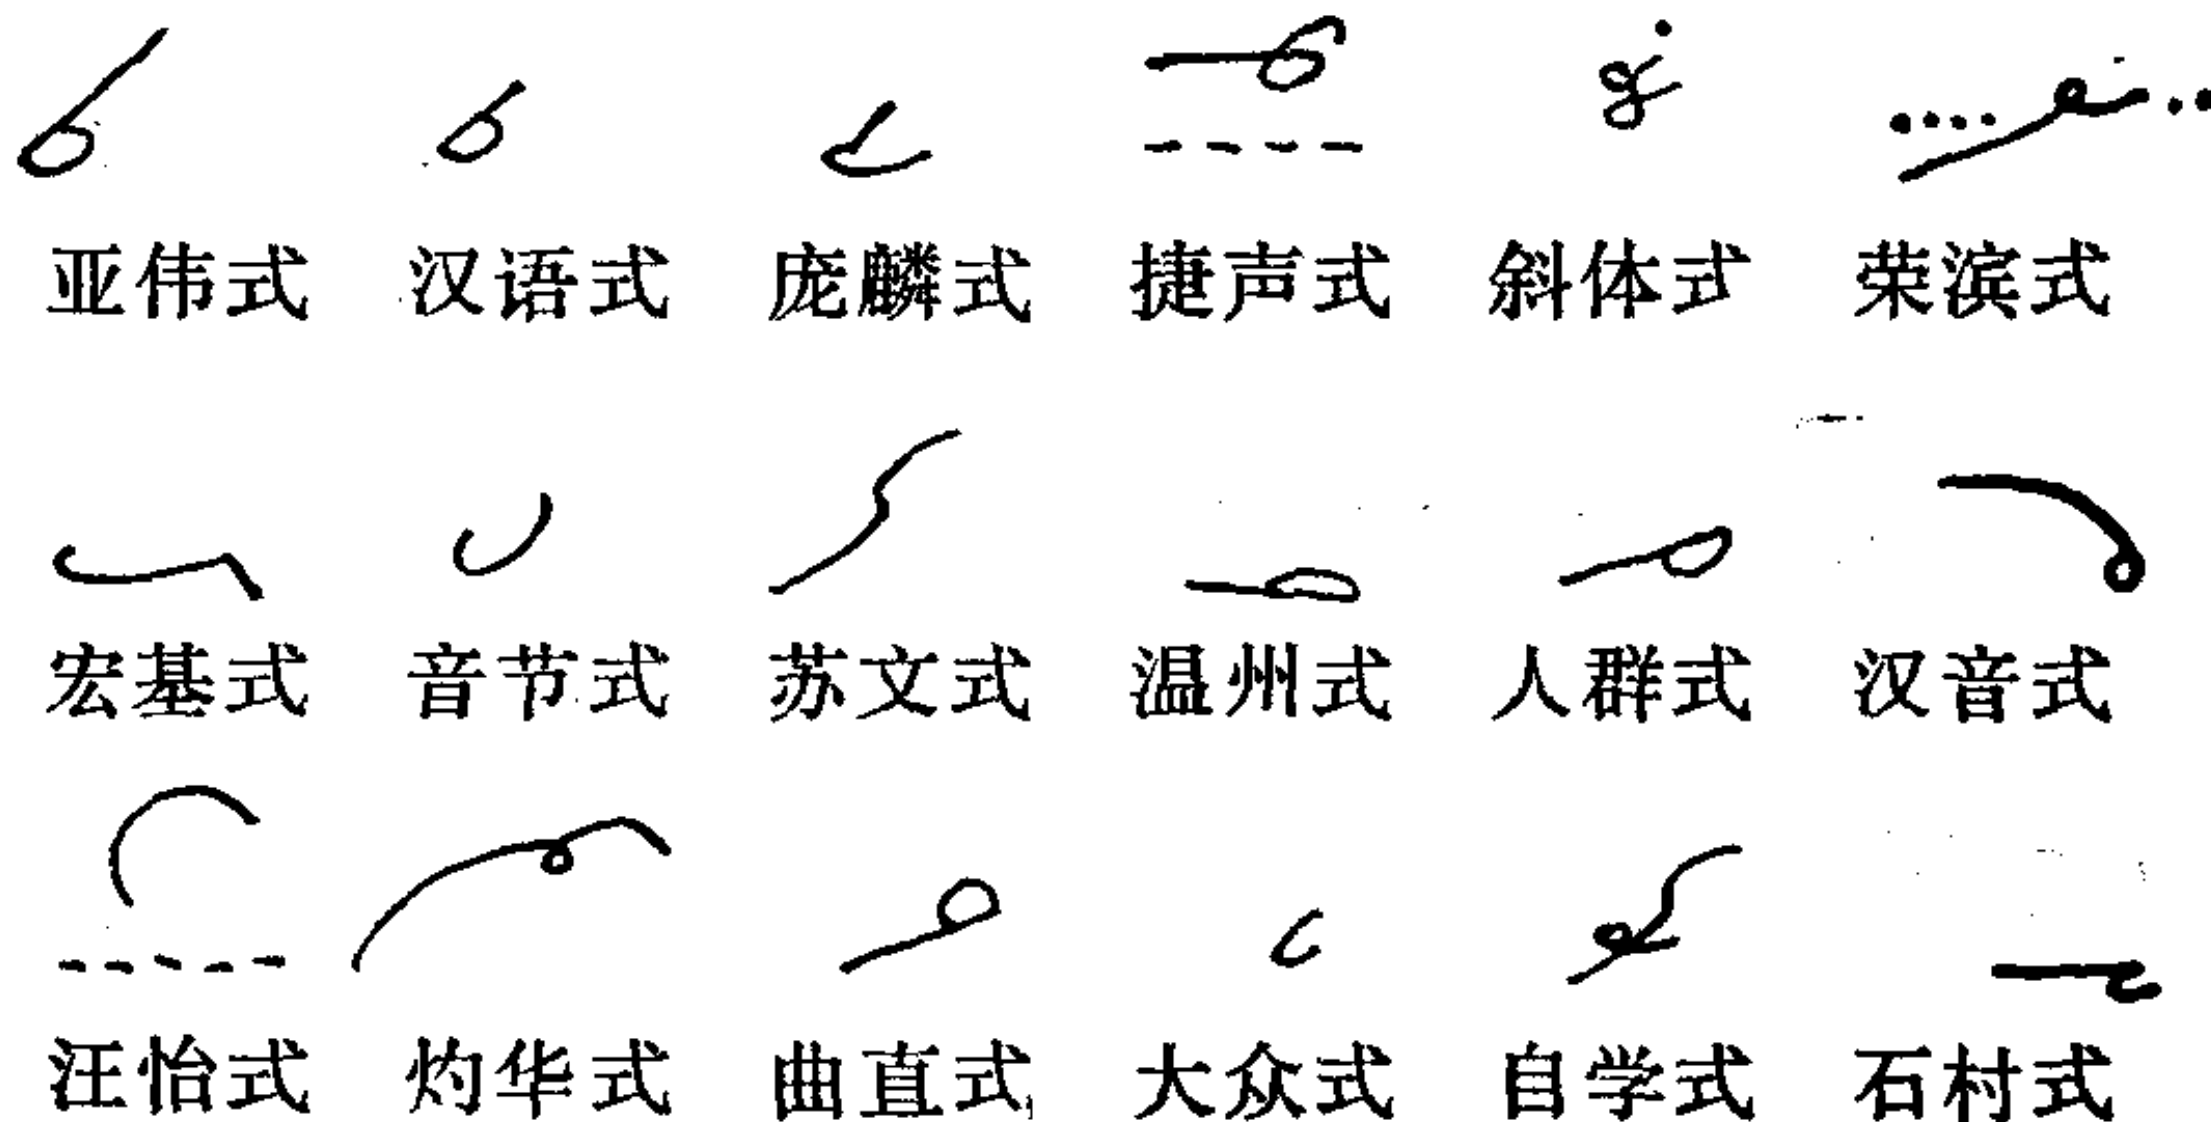 亚伟式 汉语式 庞麟式 捷声式 斜体式 荣滨式
宏基式 音节式 苏文式 温州式 人群式 汉音式
汪怡式 灼华式 曲直式 大众式 自学式 石村式